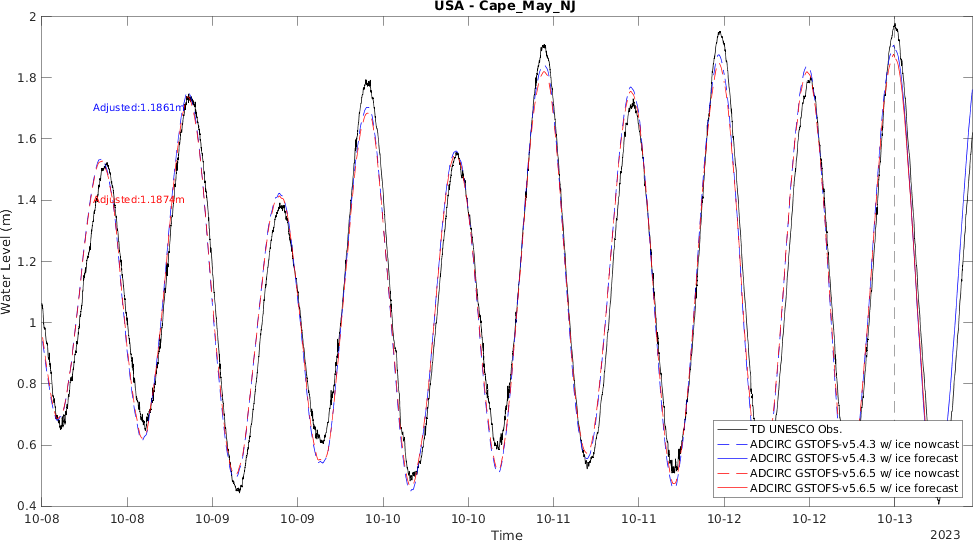 USA - Cape_May_NJ
2
1.8
1.6
1.4
1.2
1
0.8
0.6
0.4
Water Level (m)
Adjusted:1.1861m
Adjusted:1.1874m
TD UNESCO Obs.
ADCIRC GSTOFS-v5.4.3 w/ ice nowcast
ADCIRC GSTOFS-v5.4.3 w/ ice forecast
ADCIRC GSTOFS-v5.6.5 w/ ice nowcast
ADCIRC GSTOFS-v5.6.5 w/ ice forecast
10-08 10-08 10-09 10-09 10-10 10-10 10-11 10-11 10-12 10-12 10-13
Time
2023